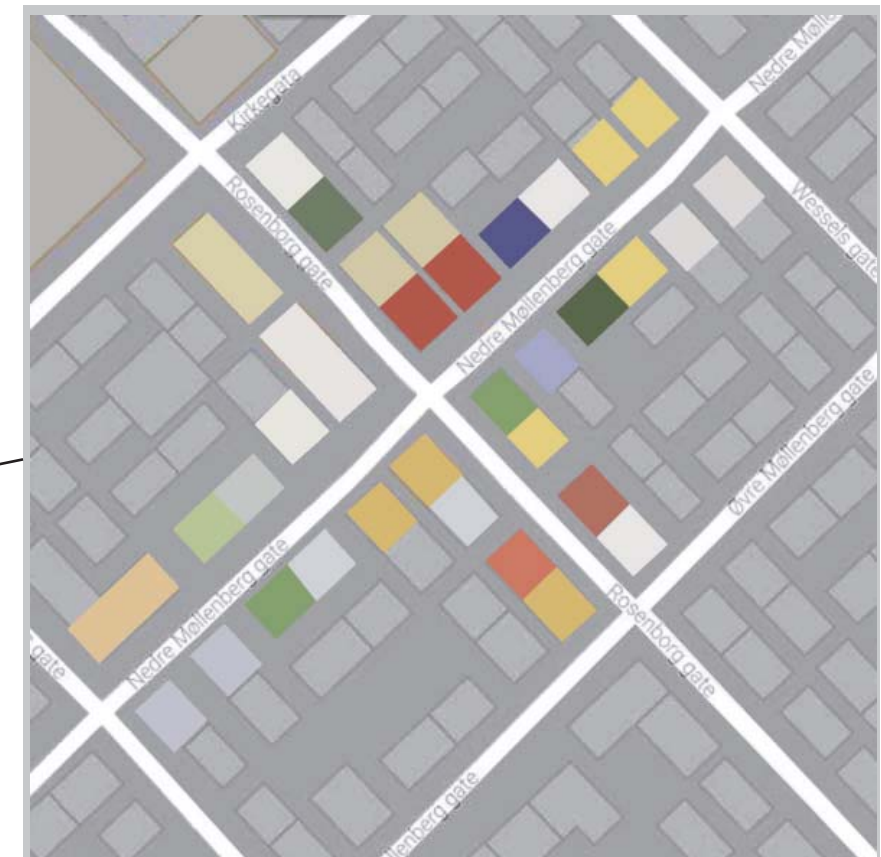 Kirkegata
Nedre Mølle
Rosenborg gate
Wessels gate
Nedre Møllenberg gate
Øvre Møllenberg gate
Nedre Møllenberg gate
Rosenborg gate
gate
llenberg gate